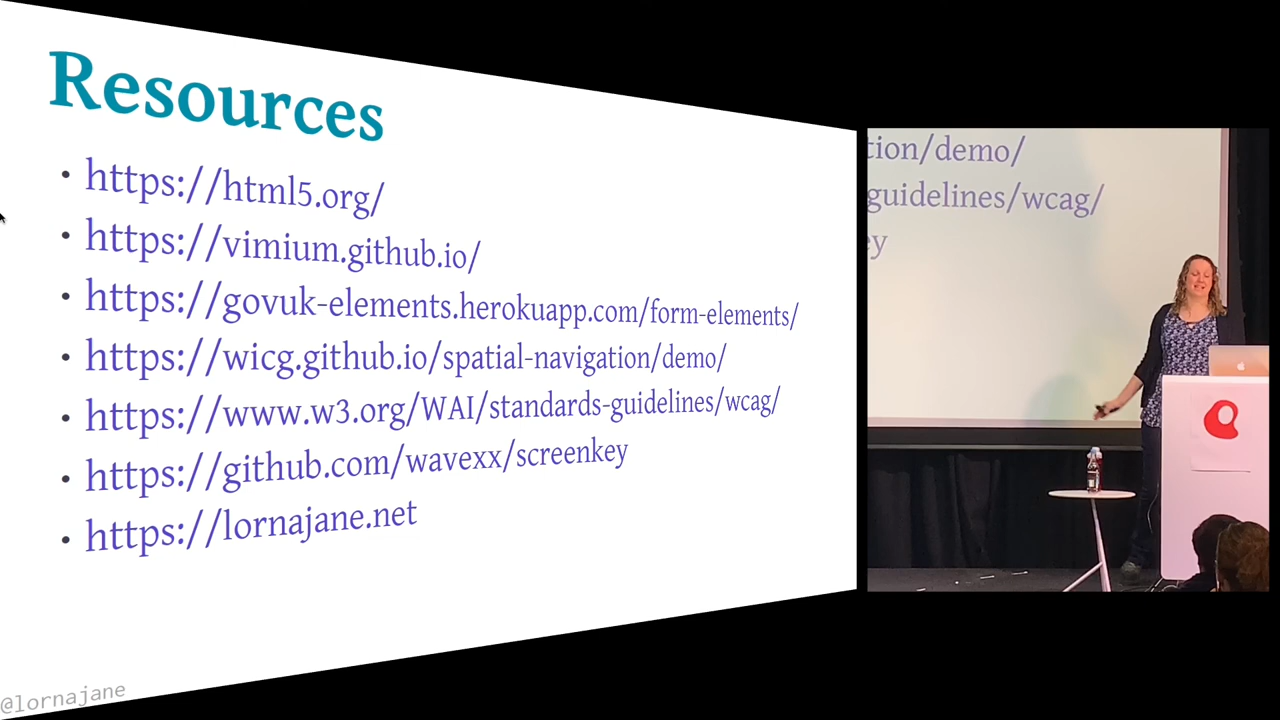 Resources
• https://html5.org/
• https://vimium.github.io/
• https://govuk-elements.herokuapp.com/form-elements/
• https://wicg.github.io/spatial-navigation/demo/
• https://www.w3.org/WAI/standards-guidelines/wcag/
• https://github.com/wavexx/screenkey
• https://lornajane.net
@lornajane
tion/demo/
guidelines/wcag/
ey